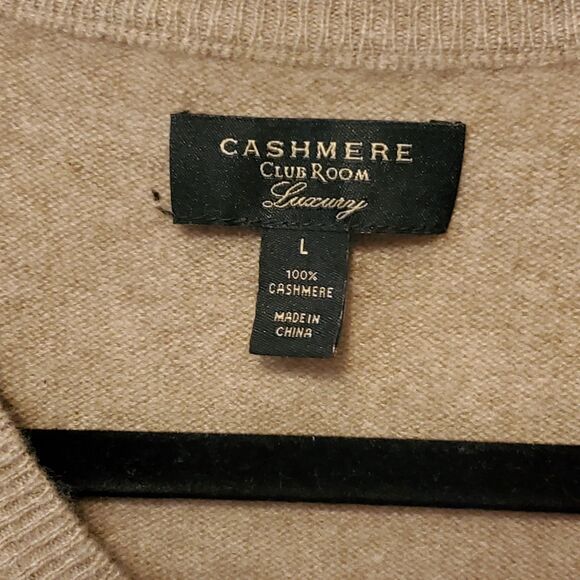 CASHMERE
CLUB ROOM
Luxury
L
100%
CASHMERE
MADE IN
CHINA